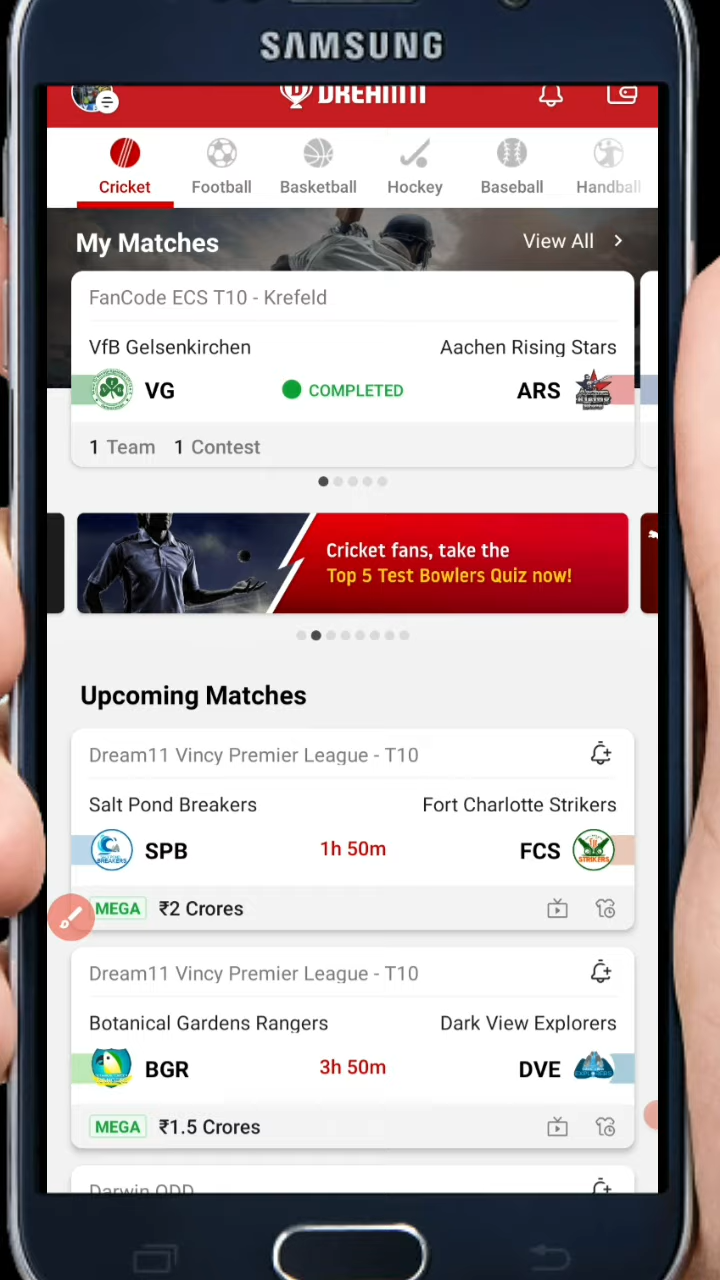 SAMSUNG
DREAM11
Cricket Football Basketball Hockey Baseball Handball
My Matches View All
FanCode ECS T10 - Krefeld
VfB Gelsenkirchen Aachen Rising Stars
VG COMPLETED ARS
1 Team 1 Contest
Cricket fans, take the
Top 5 Test Bowlers Quiz now!
Upcoming Matches
Dream11 Vincy Premier League - T10
Salt Pond Breakers Fort Charlotte Strikers
SPB 1h 50m FCS
MEGA ₹2 Crores
Dream11 Vincy Premier League - T10
Botanical Gardens Rangers Dark View Explorers
BGR 3h 50m DVE
MEGA ₹1.5 Crores
Darwin ODD